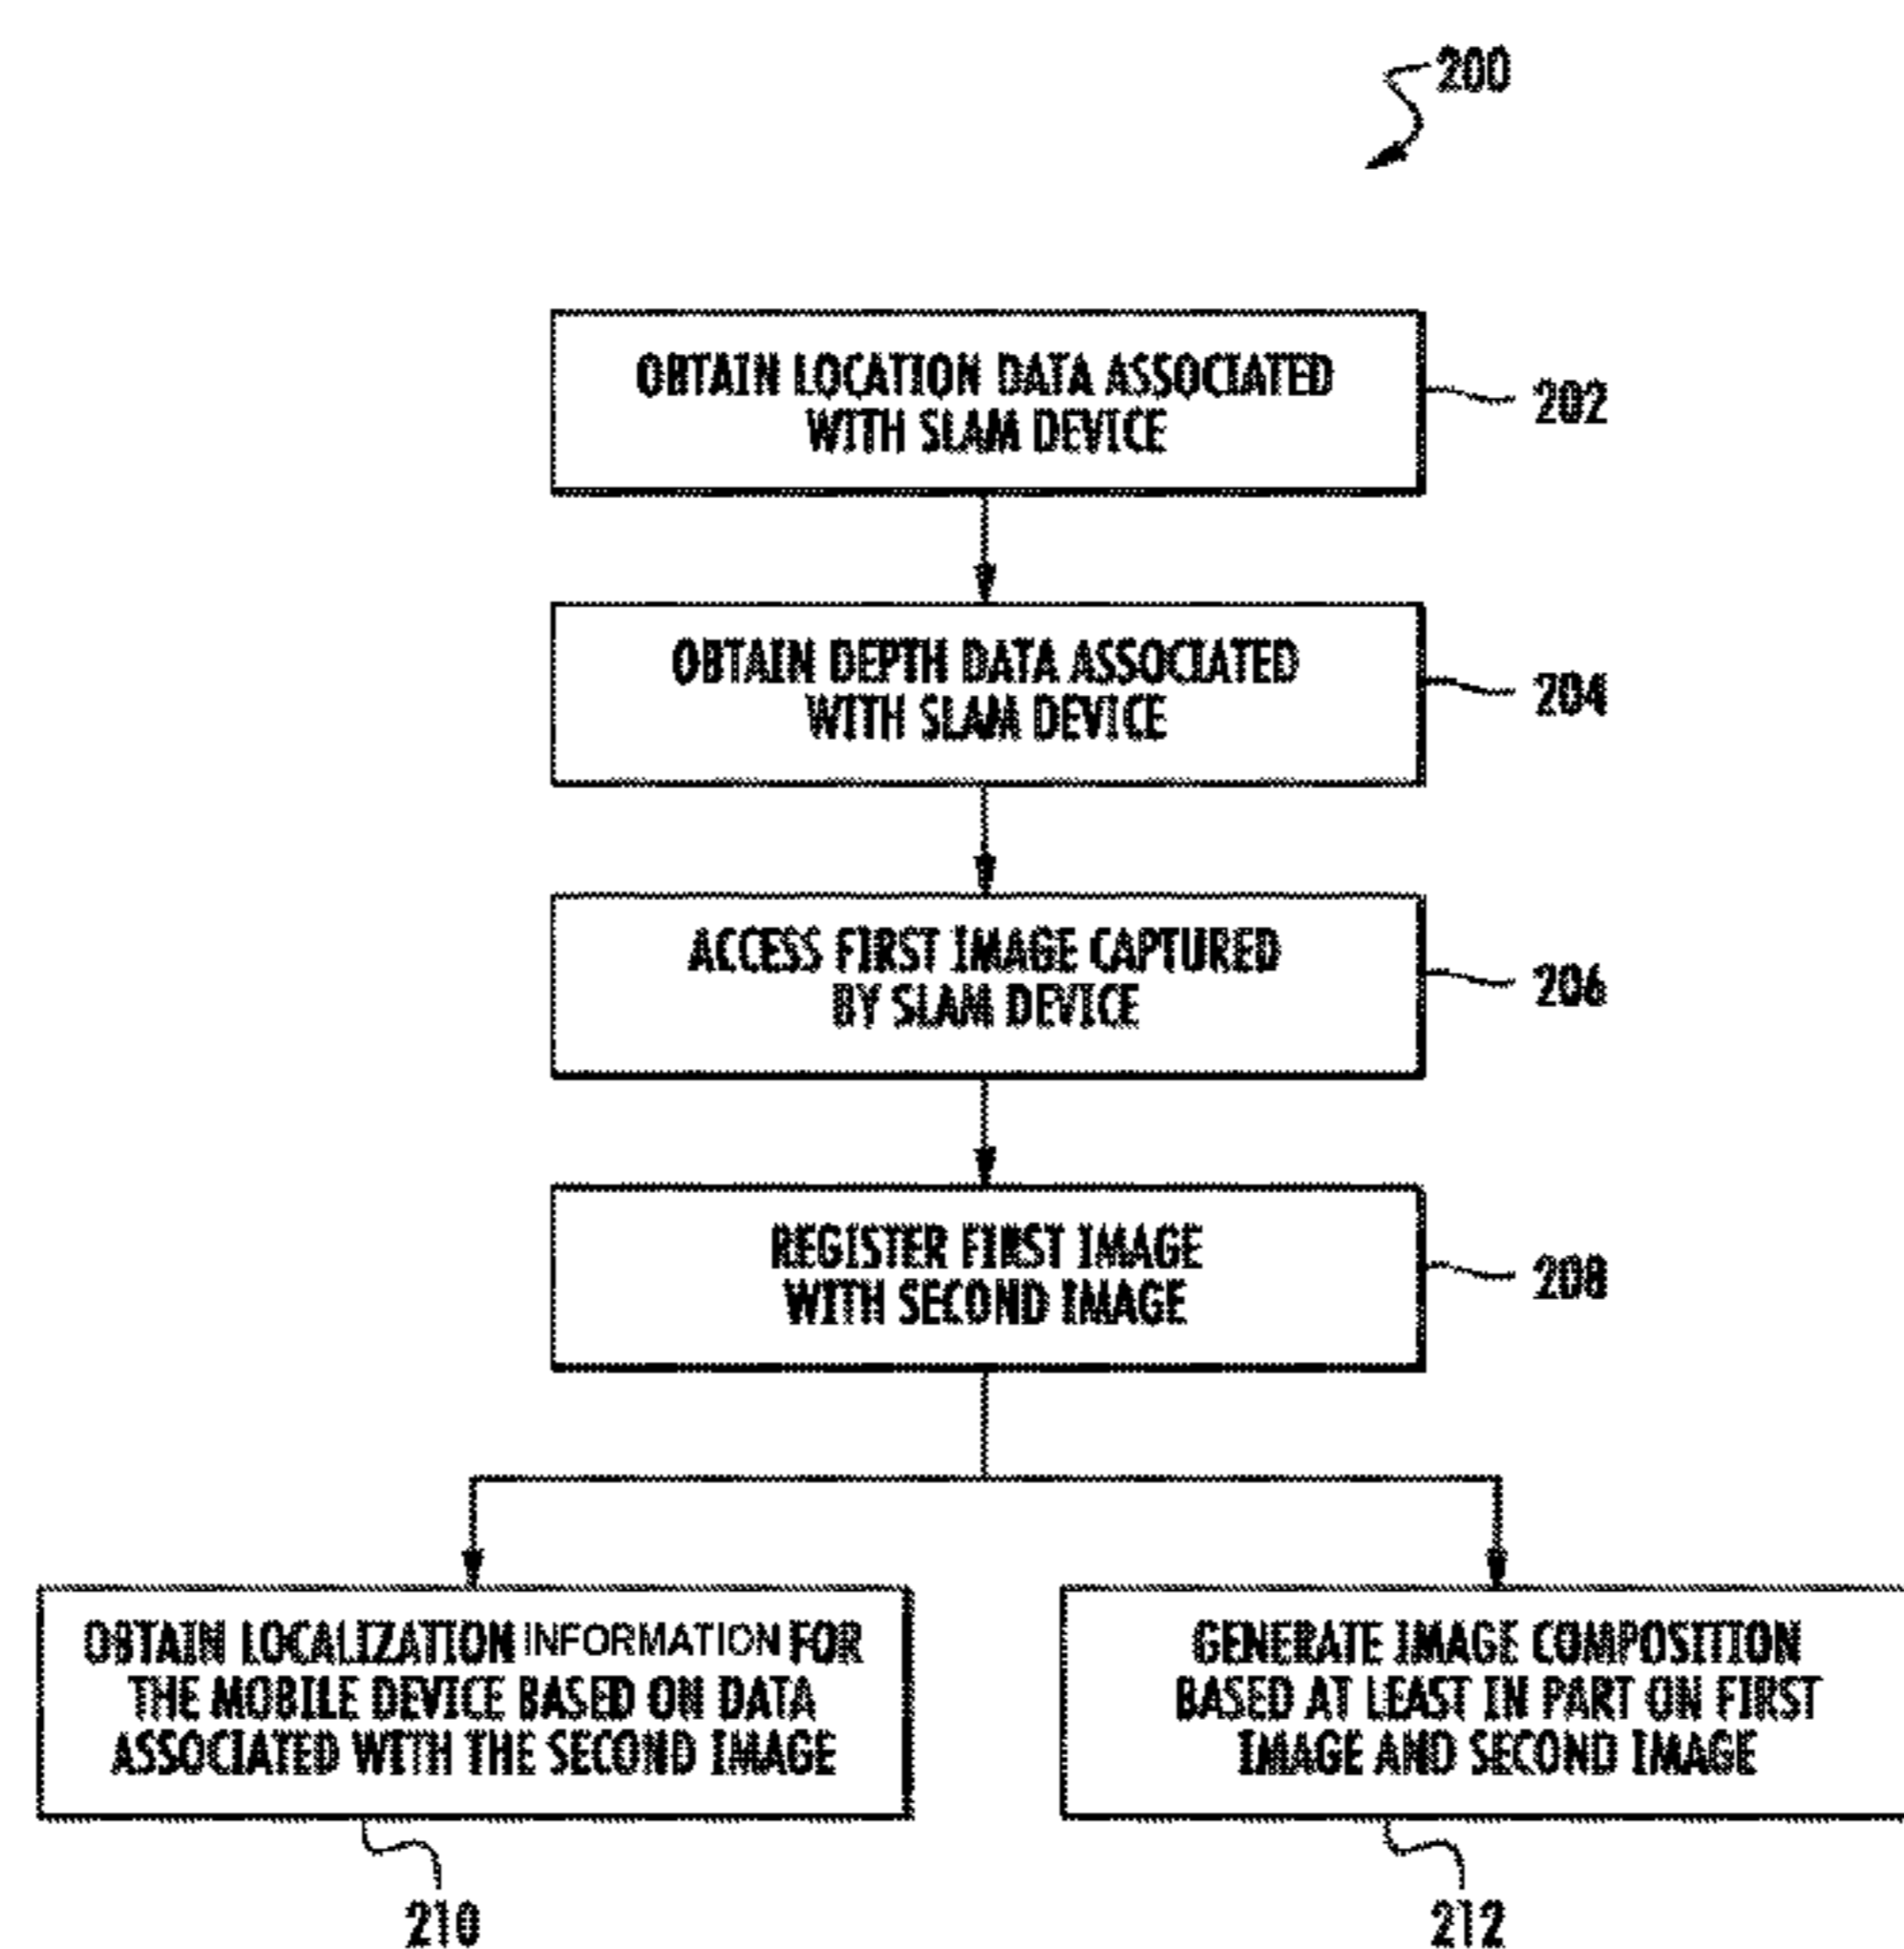 200
OBTAIN LOCATION DATA ASSOCIATED
WITH SLAM DEVICE
202
OBTAIN DEPTH DATA ASSOCIATED
WITH SLAM DEVICE
204
ACCESS FIRST IMAGE CAPTURED
BY SLAM DEVICE
206
REGISTER FIRST IMAGE
WITH SECOND IMAGE
208
OBTAIN LOCALIZATION INFORMATION FOR
THE MOBILE DEVICE BASED ON DATA
ASSOCIATED WITH THE SECOND IMAGE
210
GENERATE IMAGE COMPOSITION
BASED AT LEAST IN PART ON FIRST
IMAGE AND SECOND IMAGE
212